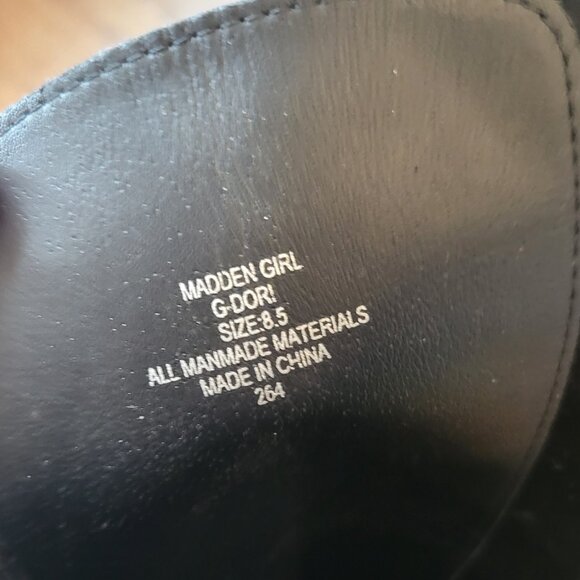 MADDEN GIRL
G-DORI
SIZE:8.5
ALL MANMADE MATERIALS
MADE IN CHINA
264